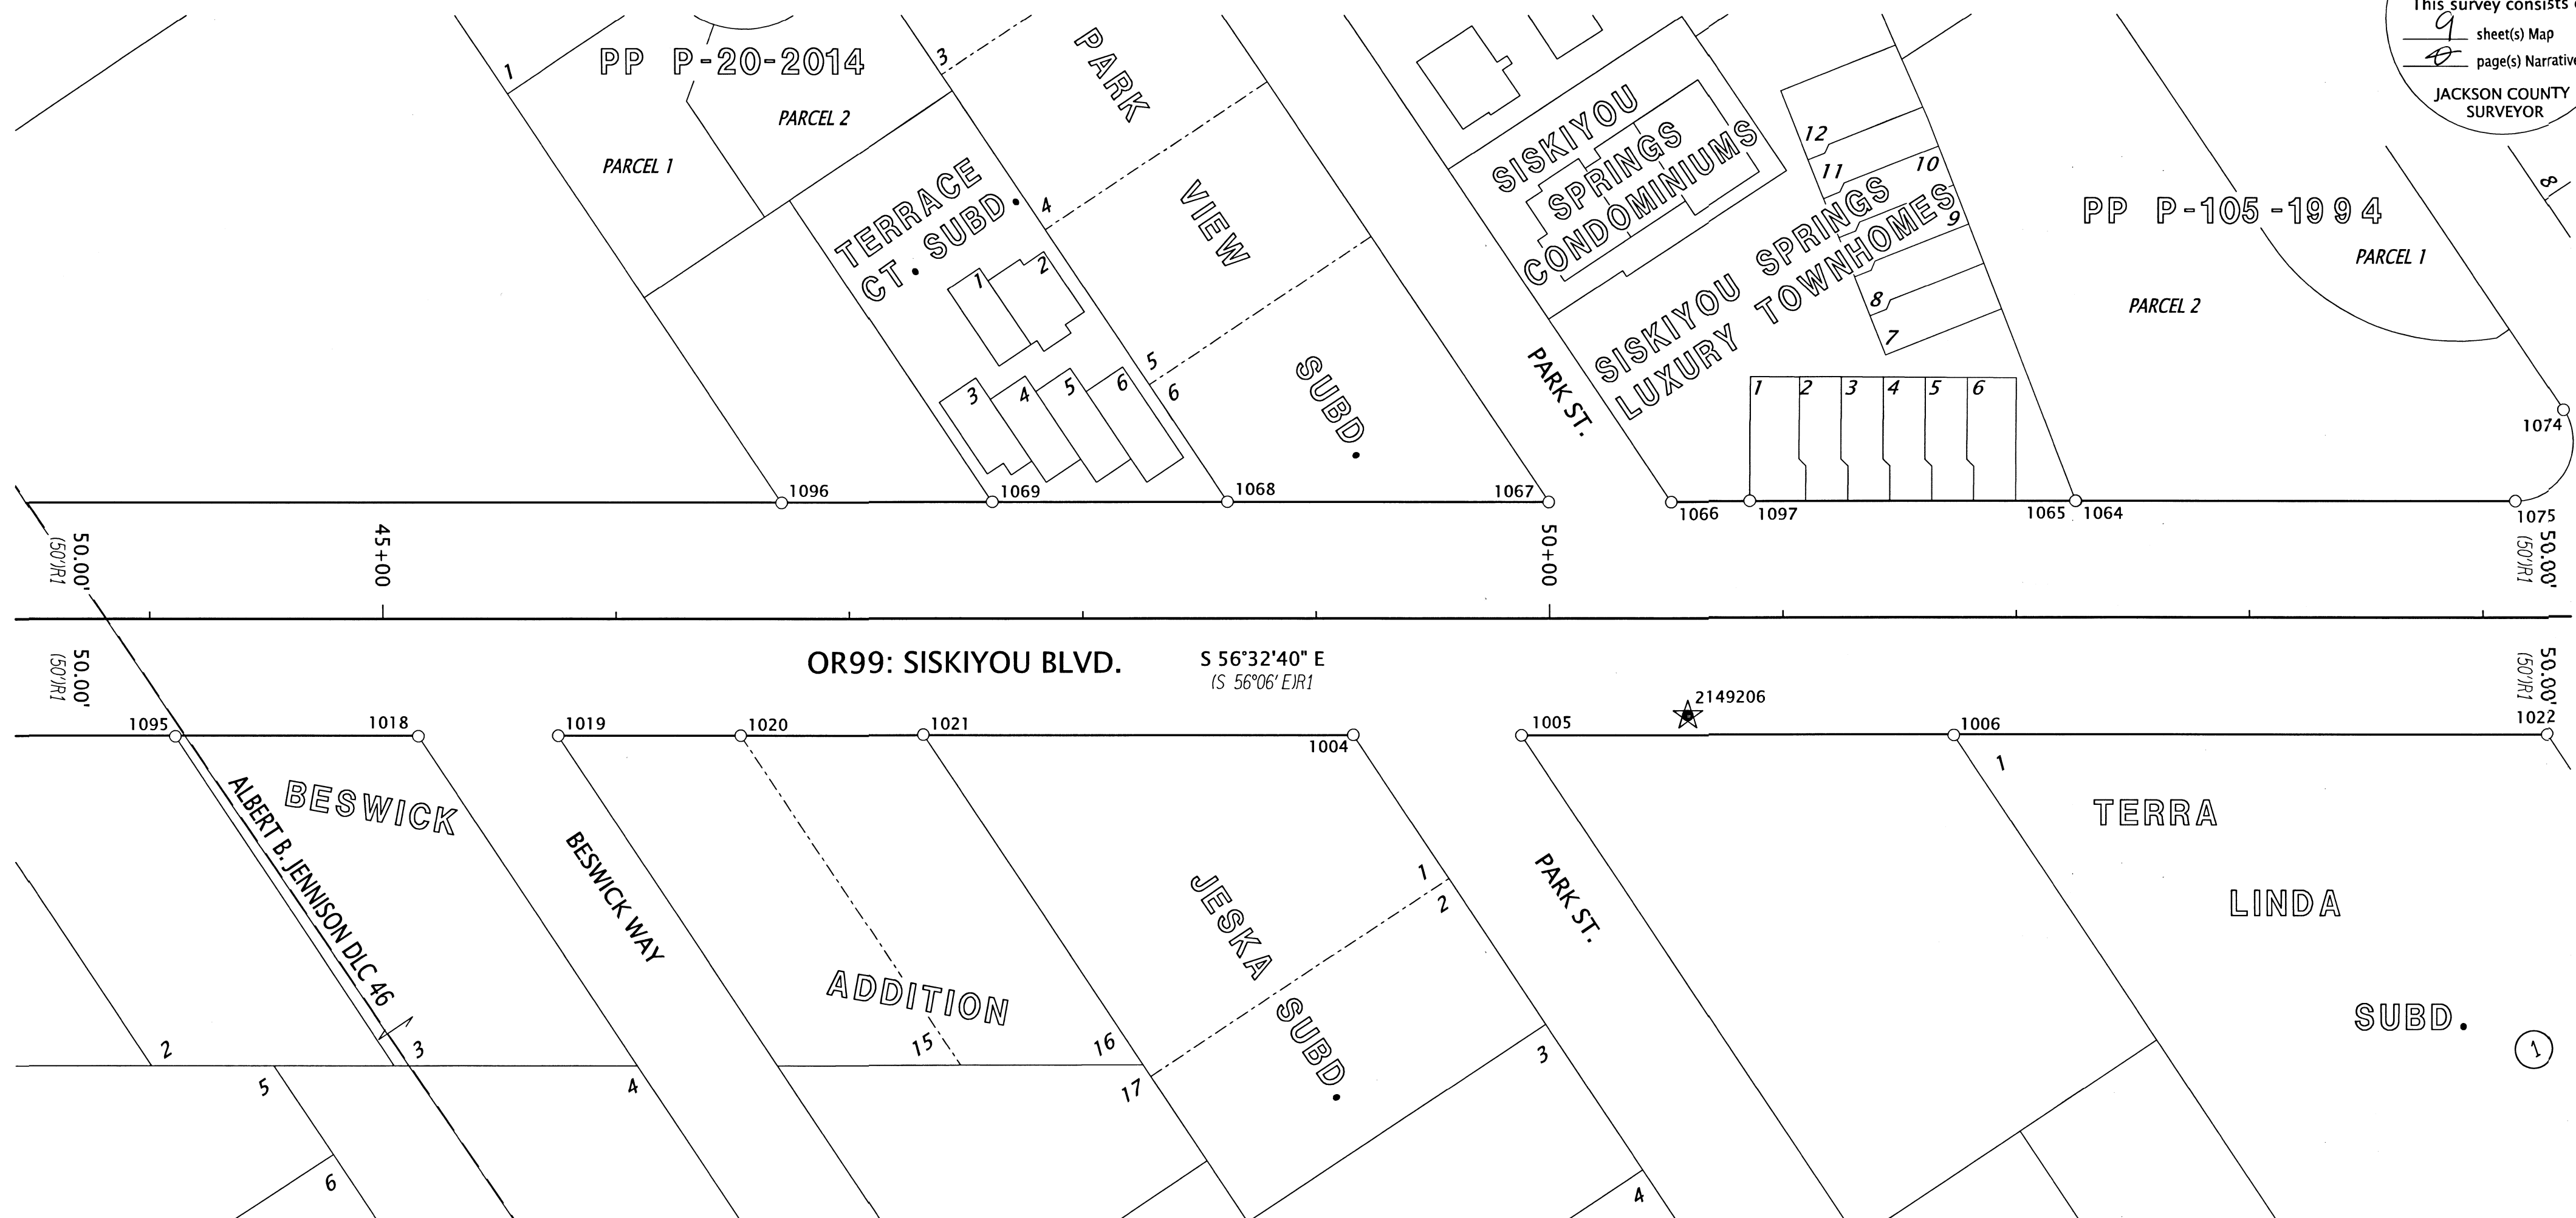 This survey consists
9 sheet(s) Map
0 page(s) Narrative
JACKSON COUNTY
SURVEYOR
1
PP P-20-2014
PARCEL 2
PARCEL 1
3
PARK
VIEW
SUBD.
4
5
6
TERRACE
CT. SUBD.
1
2
3
4
5
6
SISKIYOU
SPRINGS
CONDOMINIUMS
SISKIYOU SPRINGS
LUXURY TOWNHOMES
12
11
10
9
8
7
1
2
3
4
5
6
PARK ST.
PP P-105-1994
PARCEL 1
PARCEL 2
8
1074
1096
1069
1068
1067
1066
1097
1065
1064
1075
50.00'
(50')R1
45+00
50+00
50.00'
(50')R1
50.00'
(50')R1
OR99: SISKIYOU BLVD.
S 56°32'40" E
(S 56°06' E)R1
50.00'
(50')R1
2149206
1095
1018
1019
1020
1021
1004
1005
1006
1022
ALBERT B. JENNISON DLC 46
BESWICK
BESWICK WAY
ADDITION
JESKA
SUBD.
PARK ST.
1
TERRA
LINDA
SUBD.
1
1
2
2
3
15
16
5
4
17
3
6
4